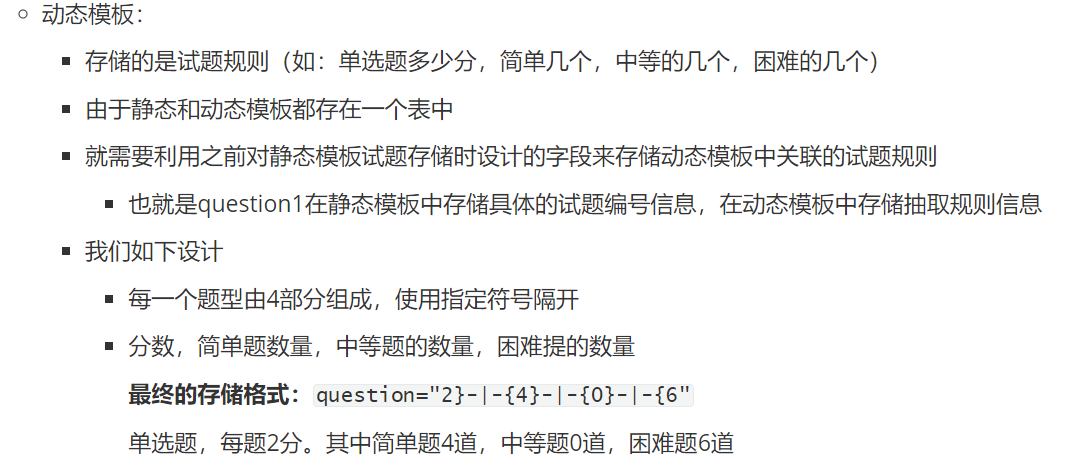 动态模板：
存储的是试题规则（如：单选题多少分，简单几个，中等的几个，困难的几个）
由于静态和动态模板都存在一个表中
就需要利用之前对静态模板试题存储时设计的字段来存储动态模板中关联的试题规则
也就是question1在静态模板中存储具体的试题编号信息，在动态模板中存储抽取规则信息
我们如下设计
每一个题型由4部分组成，使用指定符号隔开
分数，简单题数量，中等题的数量，困难提的数量
最终的存储格式：question="2}-|-{4}-|-{0}-|-{6"
单选题，每题2分。其中简单题4道，中等题0道，困难题6道